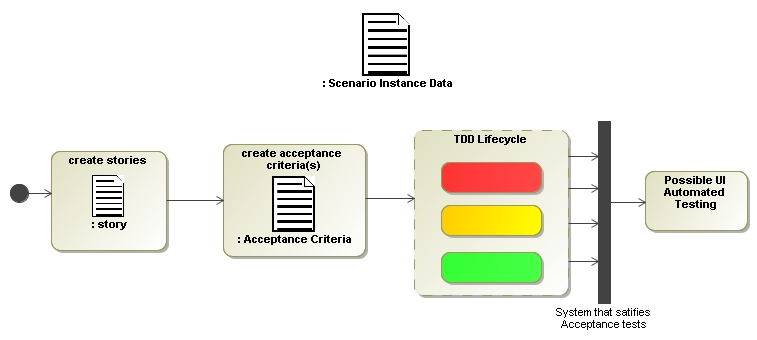 : Scenario Instance Data
create stories
: story
create acceptance
criteria(s)
: Acceptance Criteria
TDD Lifecycle
Possible UI
Automated
Testing
System that satifies
Acceptance tests